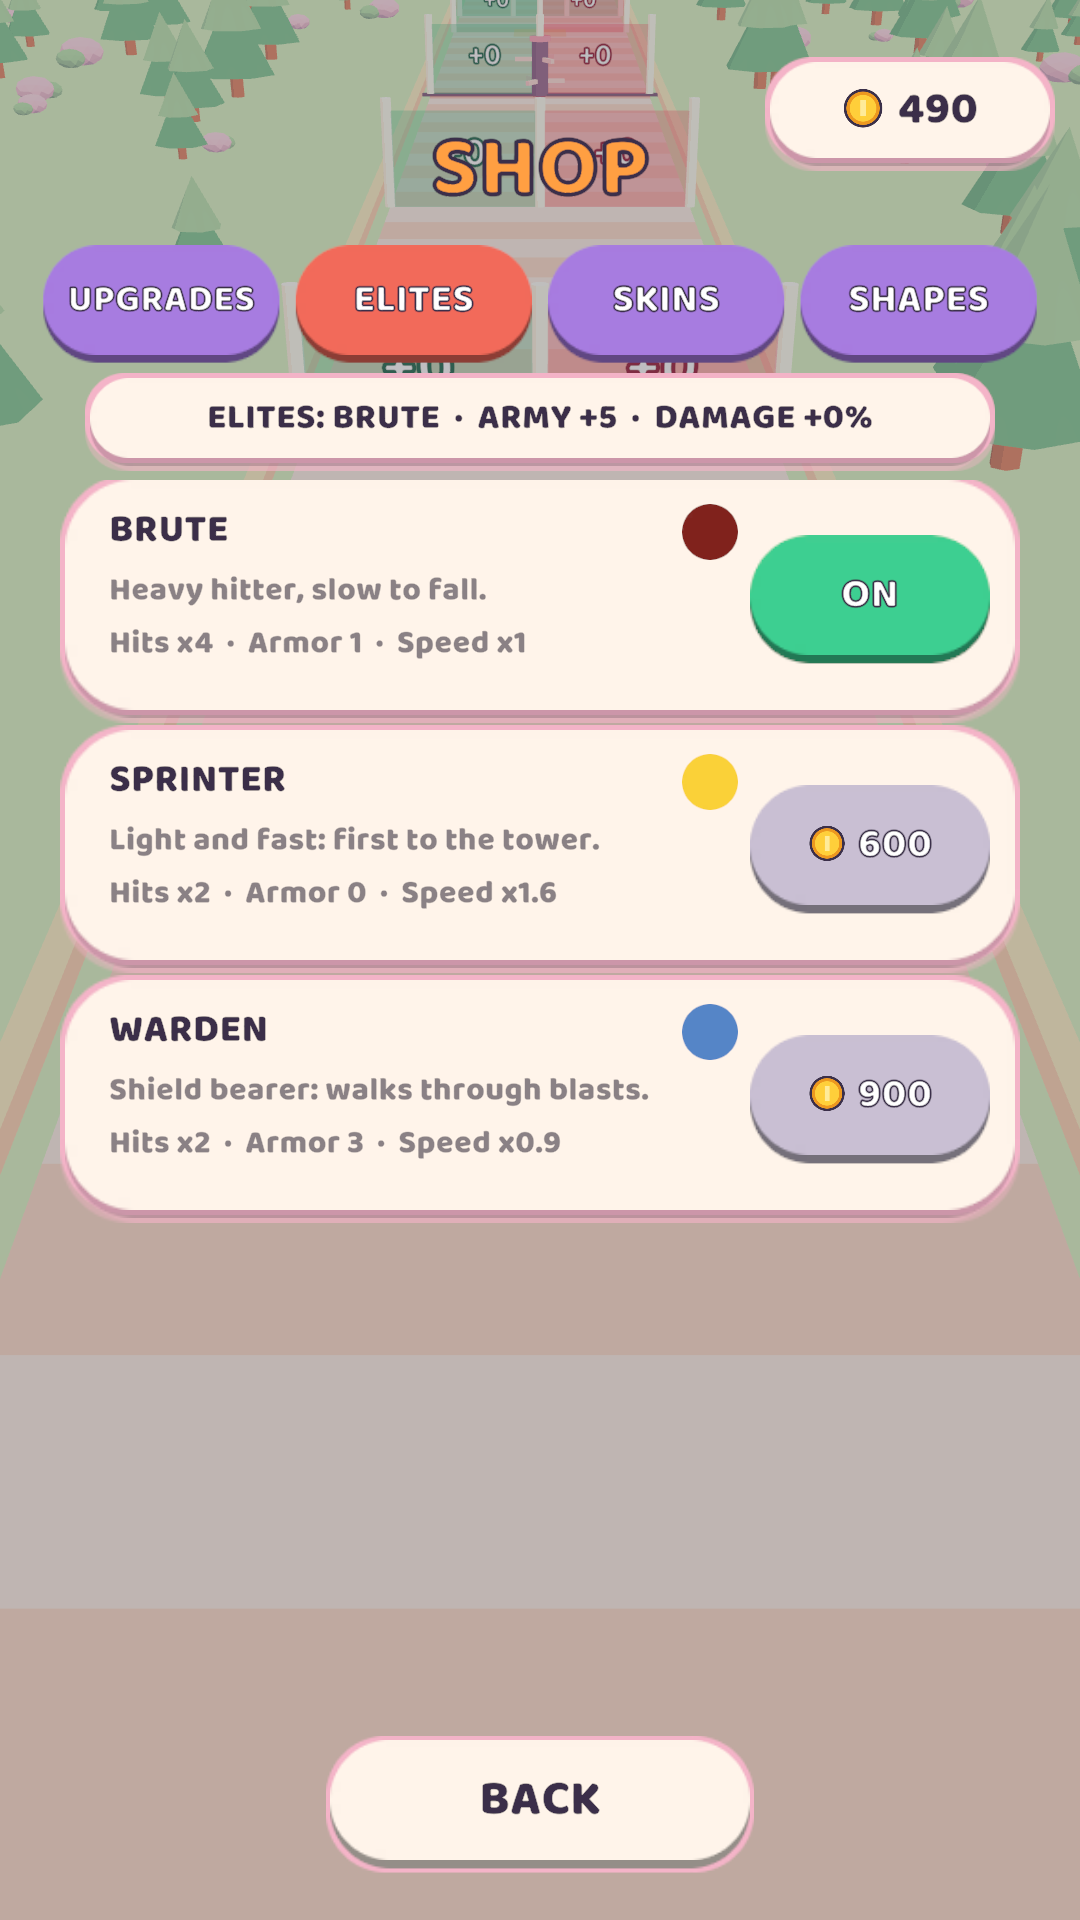 +0 +0
+0 +0
490
SHOP
UPGRADES ELITES SKINS SHAPES
ELITES: BRUTE · ARMY +5 · DAMAGE +0%
BRUTE
Heavy hitter, slow to fall.
Hits x4 · Armor 1 · Speed x1
ON
SPRINTER
Light and fast: first to the tower.
Hits x2 · Armor 0 · Speed x1.6
600
WARDEN
Shield bearer: walks through blasts.
Hits x2 · Armor 3 · Speed x0.9
900
BACK